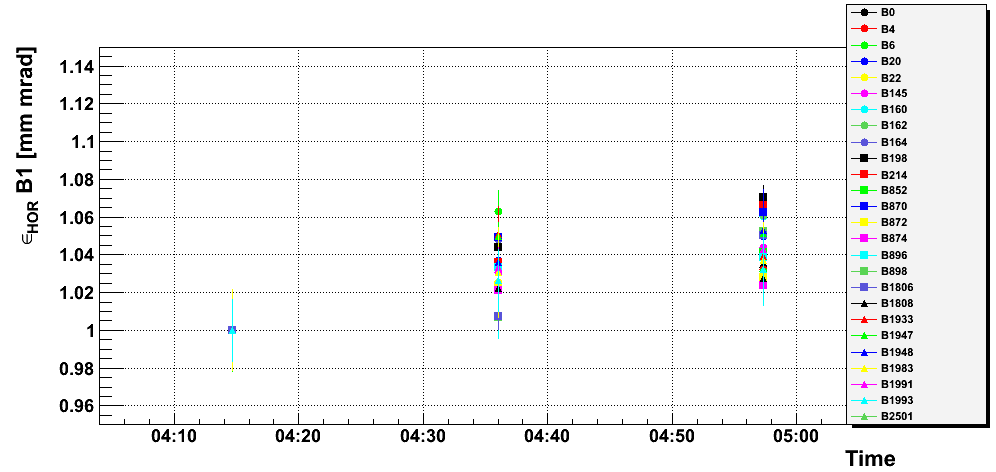 B0
B4
B6
B20
B22
B145
B160
B162
B164
B198
B214
B852
B870
B872
B874
B896
B898
B1806
B1808
B1933
B1947
B1948
B1983
B1991
B1993
B2501
∈HOR B1 [mm mrad]
1.14
1.12
1.1
1.08
1.06
1.04
1.02
1
0.98
0.96
04:10 04:20 04:30 04:40 04:50 05:00
Time